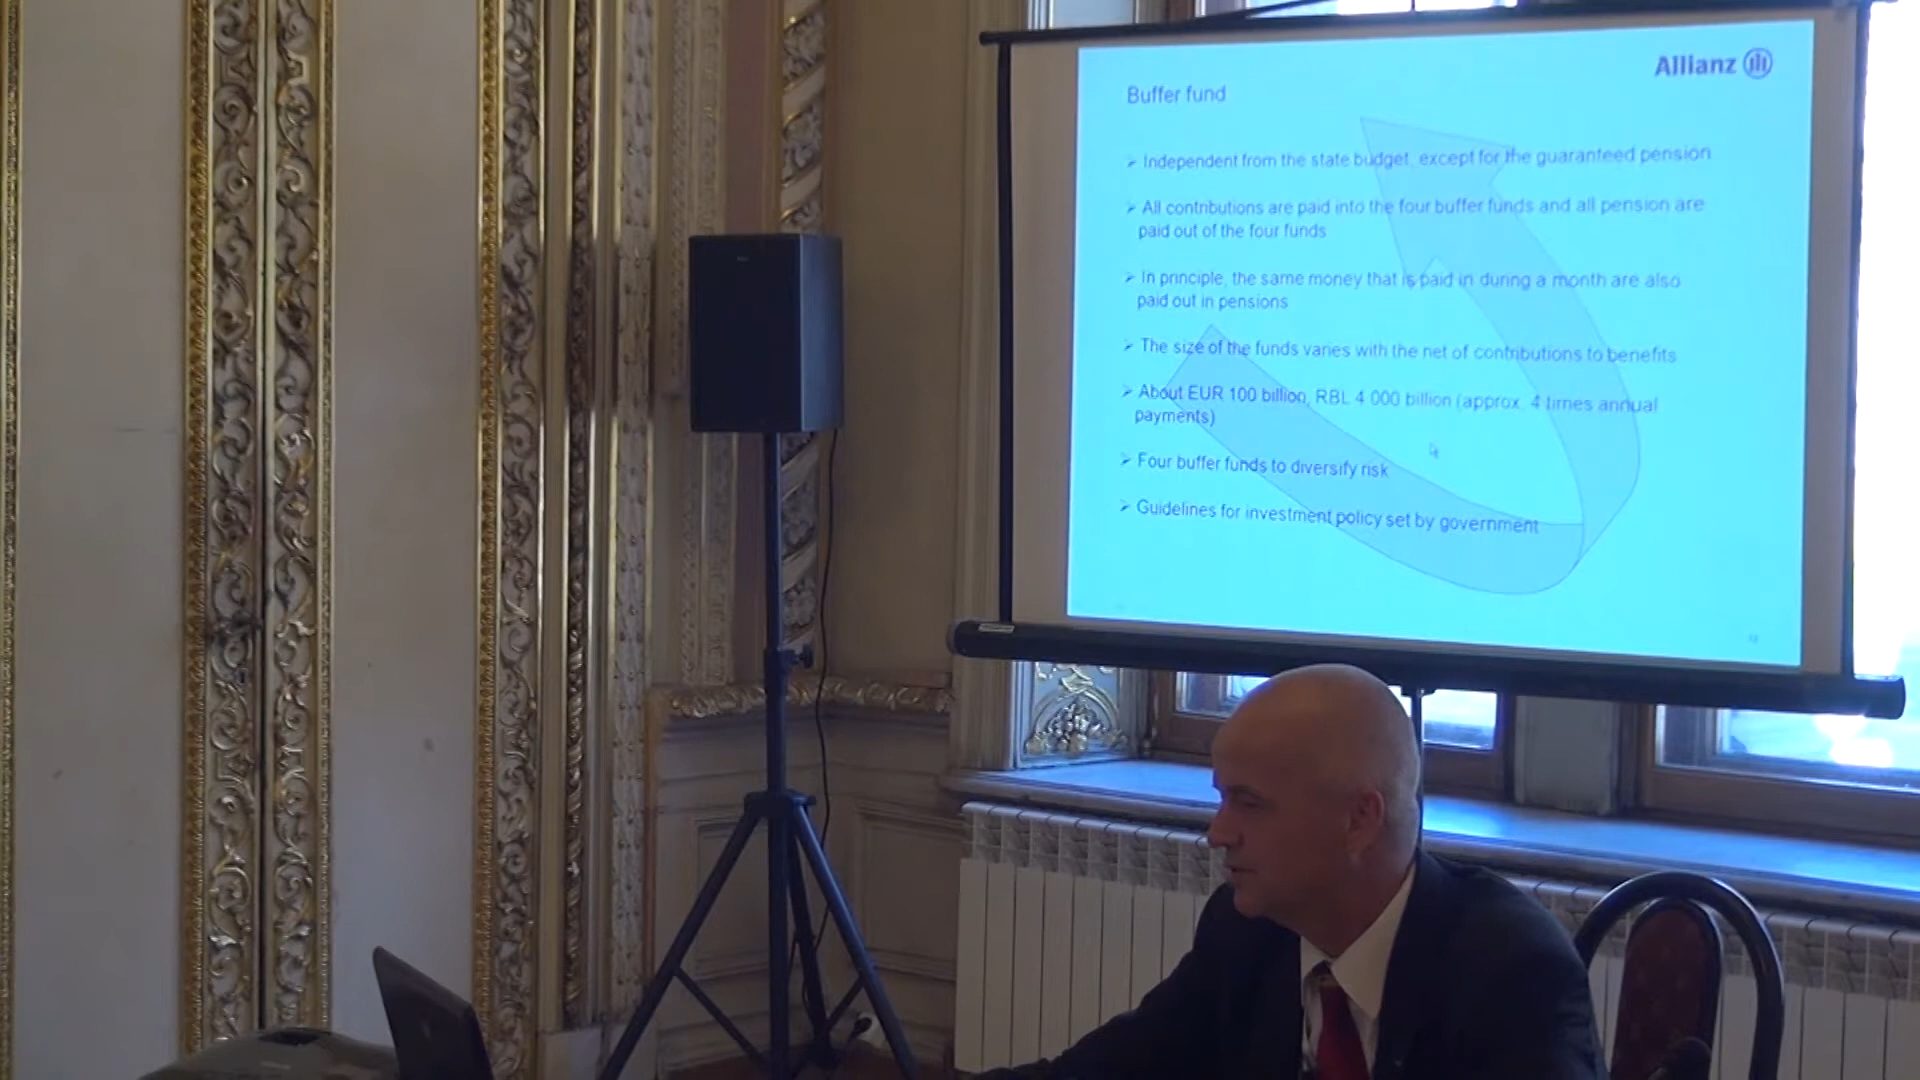 Allianz
Buffer fund
➢ Independent from the state budget, except for the guaranteed pension
➢ All contributions are paid into the four buffer funds and all pension are
paid out of the four funds
➢ In principle, the same money that is paid in during a month are also
paid out in pensions
➢ The size of the funds varies with the net of contributions to benefits
➢ About EUR 100 billion, RBL 4 000 billion (approx. 4 times annual
payments)
➢ Four buffer funds to diversify risk
➢ Guidelines for investment policy set by government